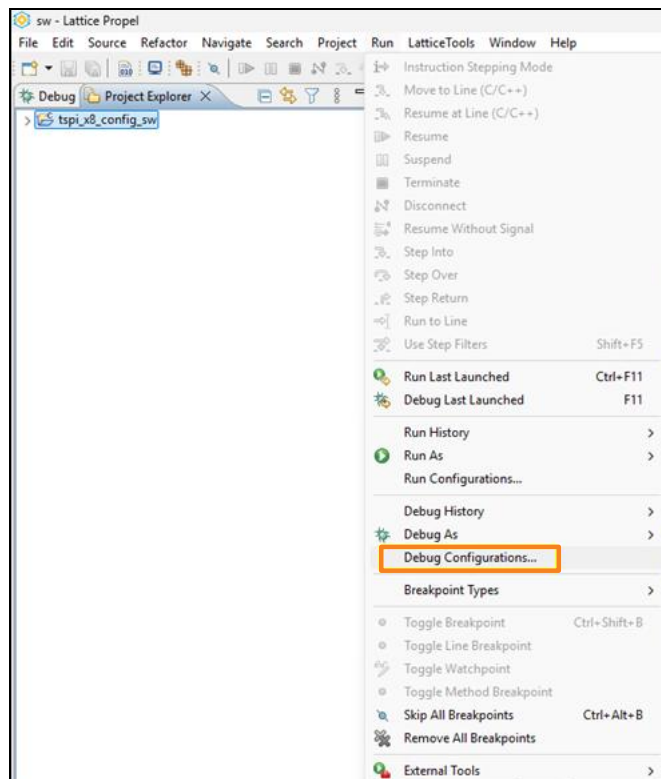 sw - Lattice Propel
File Edit Source Refactor Navigate Search Project Run LatticeTools Window Help
Debug Project Explorer
tspi_x8_config_sw
Instruction Stepping Mode
Move to Line (C/C++)
Resume at Line (C/C++)
Resume
Suspend
Terminate
Disconnect
Resume Without Signal
Step Into
Step Over
Step Return
Run to Line
Use Step Filters Shift+F5
Run Last Launched Ctrl+F11
Debug Last Launched F11
Run History
Run As
Run Configurations...
Debug History
Debug As
Debug Configurations...
Breakpoint Types
Toggle Breakpoint Ctrl+Shift+B
Toggle Line Breakpoint
Toggle Watchpoint
Toggle Method Breakpoint
Skip All Breakpoints Ctrl+Alt+B
Remove All Breakpoints
External Tools